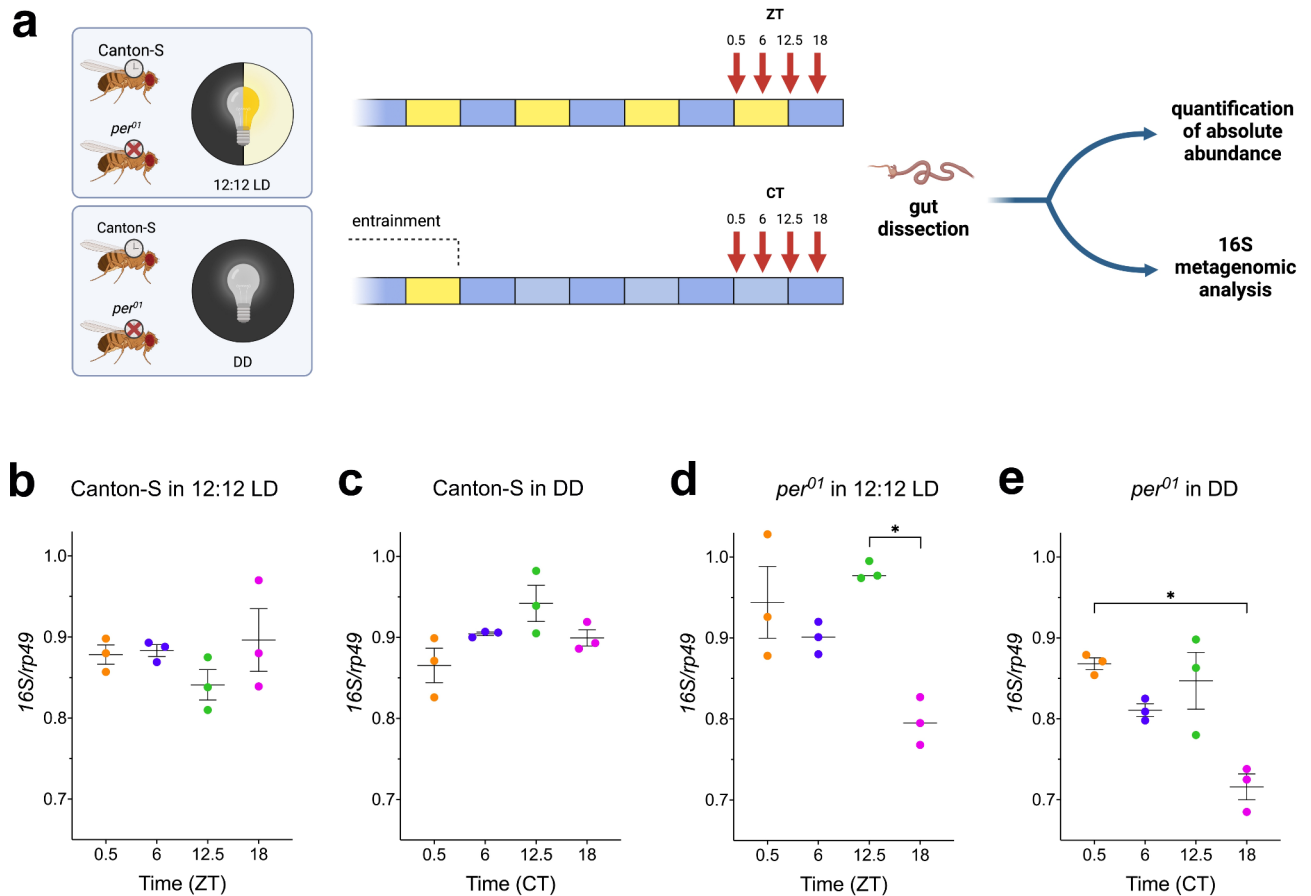 a
Canton-S
per01
12:12 LD
Canton-S
per01
DD
ZT
0.5 6 12.5 18
CT
0.5 6 12.5 18
entrainment
gut
dissection
quantification
of absolute
abundance
16S
metagenomic
analysis
b Canton-S in 12:12 LD
16S/rp49
1.0
0.9
0.8
0.7
0.5 6 12.5 18
Time (ZT)
c Canton-S in DD
16S/rp49
1.0
0.9
0.8
0.7
0.5 6 12.5 18
Time (CT)
d per01 in 12:12 LD
16S/rp49
1.0
0.9
0.8
0.7
*
0.5 6 12.5 18
Time (ZT)
e per01 in DD
16S/rp49
1.0
0.9
0.8
0.7
*
0.5 6 12.5 18
Time (CT)